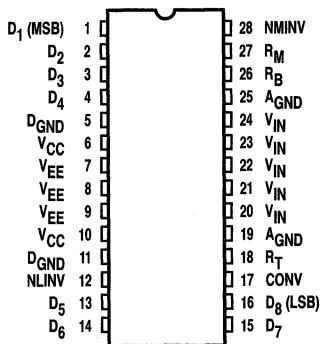 D1 (MSB) 1 28 NMINV
D2 2 27 RM
D3 3 26 RB
D4 4 25 AGND
DGND 5 24 VIN
VCC 6 23 VIN
VEE 7 22 VIN
VEE 8 21 VIN
VEE 9 20 VIN
VCC 10 19 AGND
DGND 11 18 RT
NLINV 12 17 CONV
D5 13 16 D8 (LSB)
D6 14 15 D7